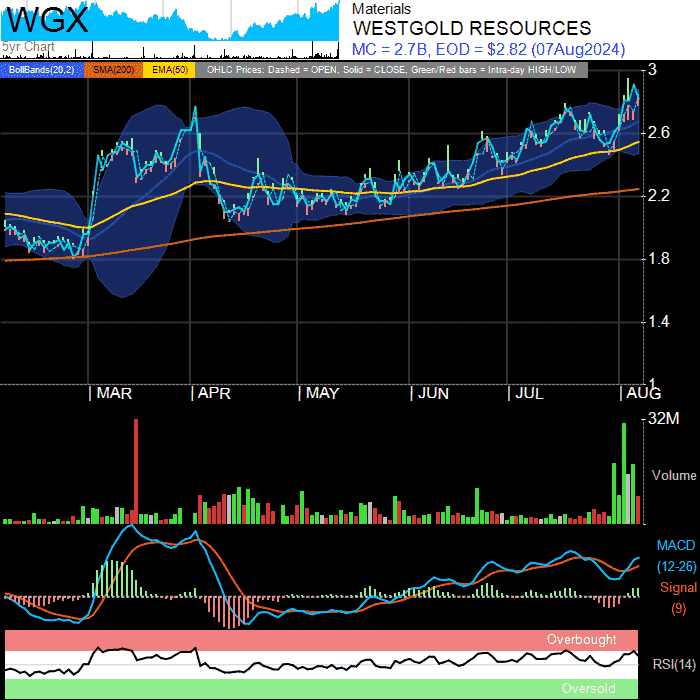 WGX
5yr Chart
Materials
WESTGOLD RESOURCES
MC = 2.7B, EOD = $2.82 (07Aug2024)
BollBands(20,2) SMA(200) EMA(50) OHLC Prices: Dashed = OPEN, Solid = CLOSE, Green/Red bars = Intra-day HIGH/LOW
3
2.6
2.2
1.8
1.4
1
| MAR | APR | MAY | JUN | JUL | AUG
32M
Volume
MACD
(12-26)
Signal
(9)
Overbought
RSI(14)
Oversold